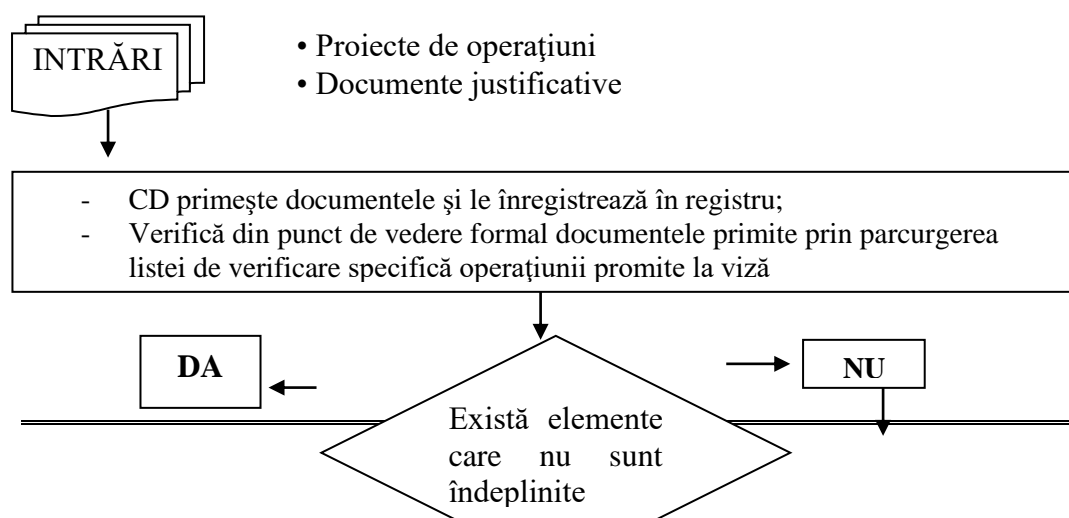 INTRĂRI
• Proiecte de operaţiuni
• Documente justificative
- CD primeşte documentele şi le înregistrează în registru;
- Verifică din punct de vedere formal documentele primite prin parcurgerea
listei de verificare specifică operaţiunii promite la viză
DA
NU
Există elemente
care nu sunt
îndeplinite